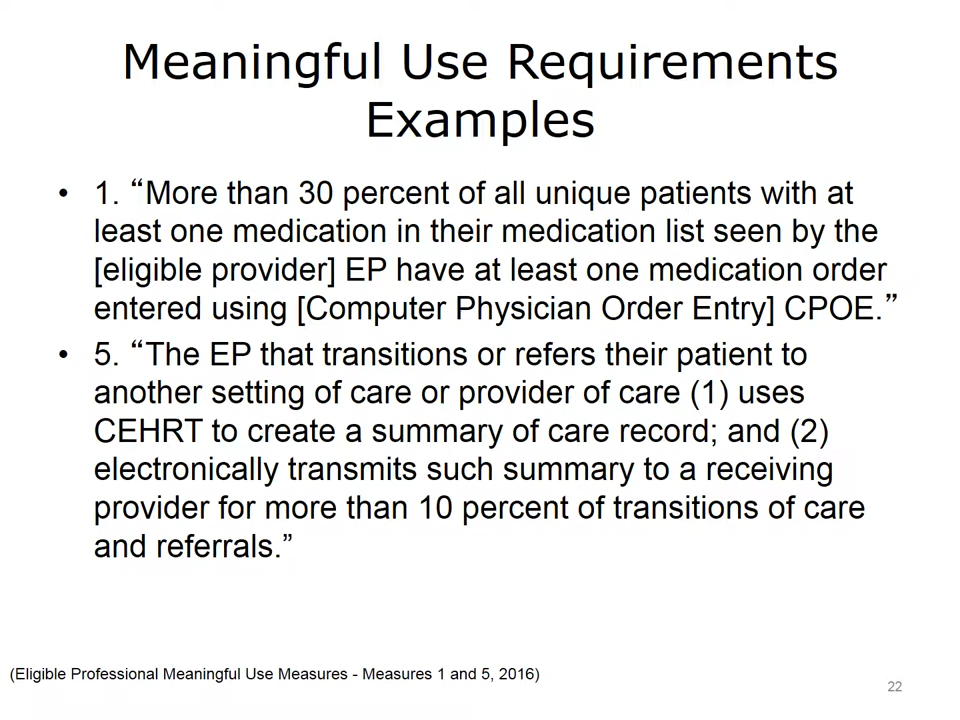 Meaningful Use Requirements
Examples
• 1. “More than 30 percent of all unique patients with at
least one medication in their medication list seen by the
[eligible provider] EP have at least one medication order
entered using [Computer Physician Order Entry] CPOE.”
• 5. “The EP that transitions or refers their patient to
another setting of care or provider of care (1) uses
CEHRT to create a summary of care record; and (2)
electronically transmits such summary to a receiving
provider for more than 10 percent of transitions of care
and referrals.”
(Eligible Professional Meaningful Use Measures - Measures 1 and 5, 2016)
22